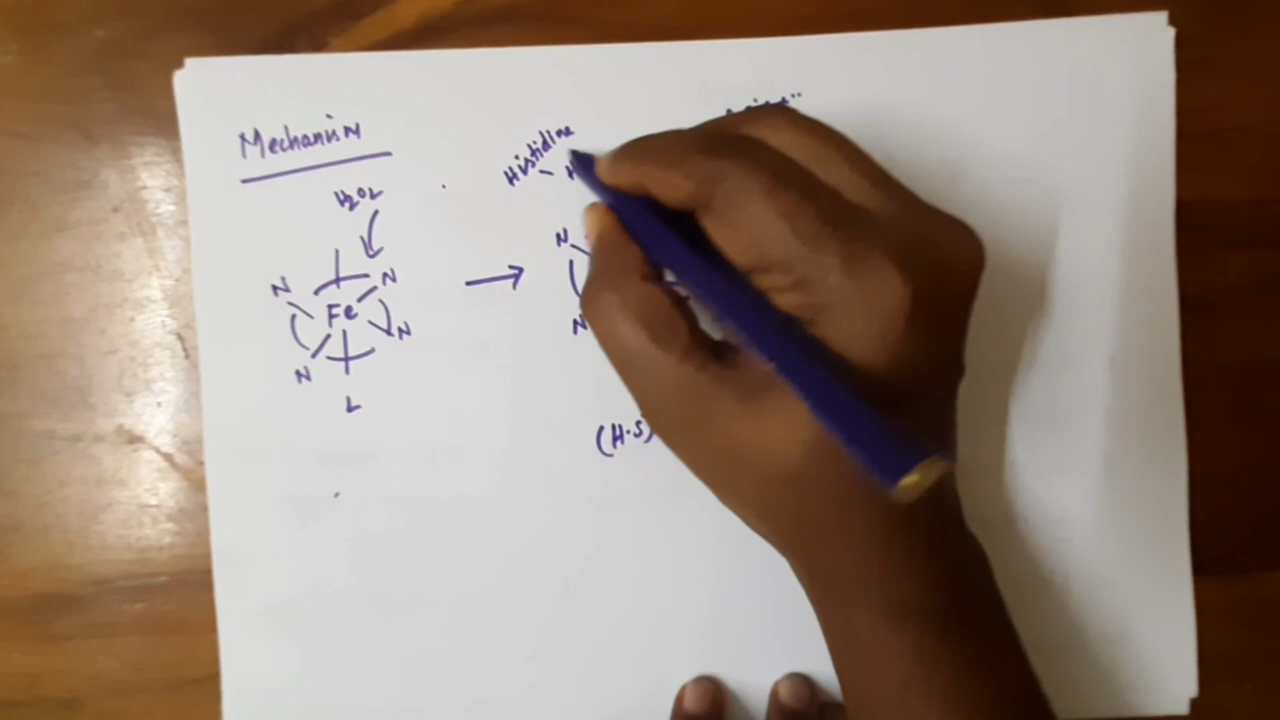 Mechanism
H₂O₂
N
N
Fe
N
N
L
→
Histidine
- H
N
N
(H.S)